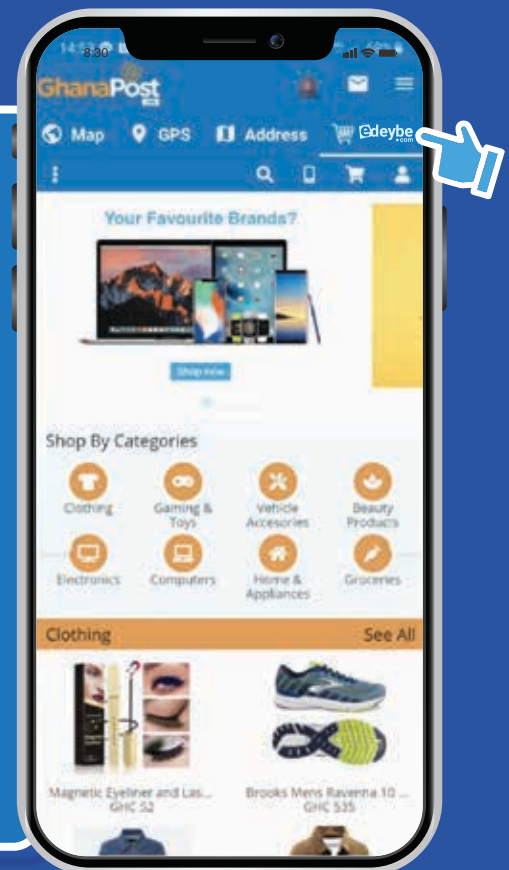 8:30
GhanaPost
Map GPS Address edeybe
.com
Your Favourite Brands?
Shop now
Shop By Categories
Clothing Gaming & Vehicle Beauty
Toys Accesories Products
Electronics Computers Home & Groceries
Appliances
Clothing See All
Magnetic Eyeliner and Las... Brooks Mens Ravenna 10 ...
GHC 52 GHC 535